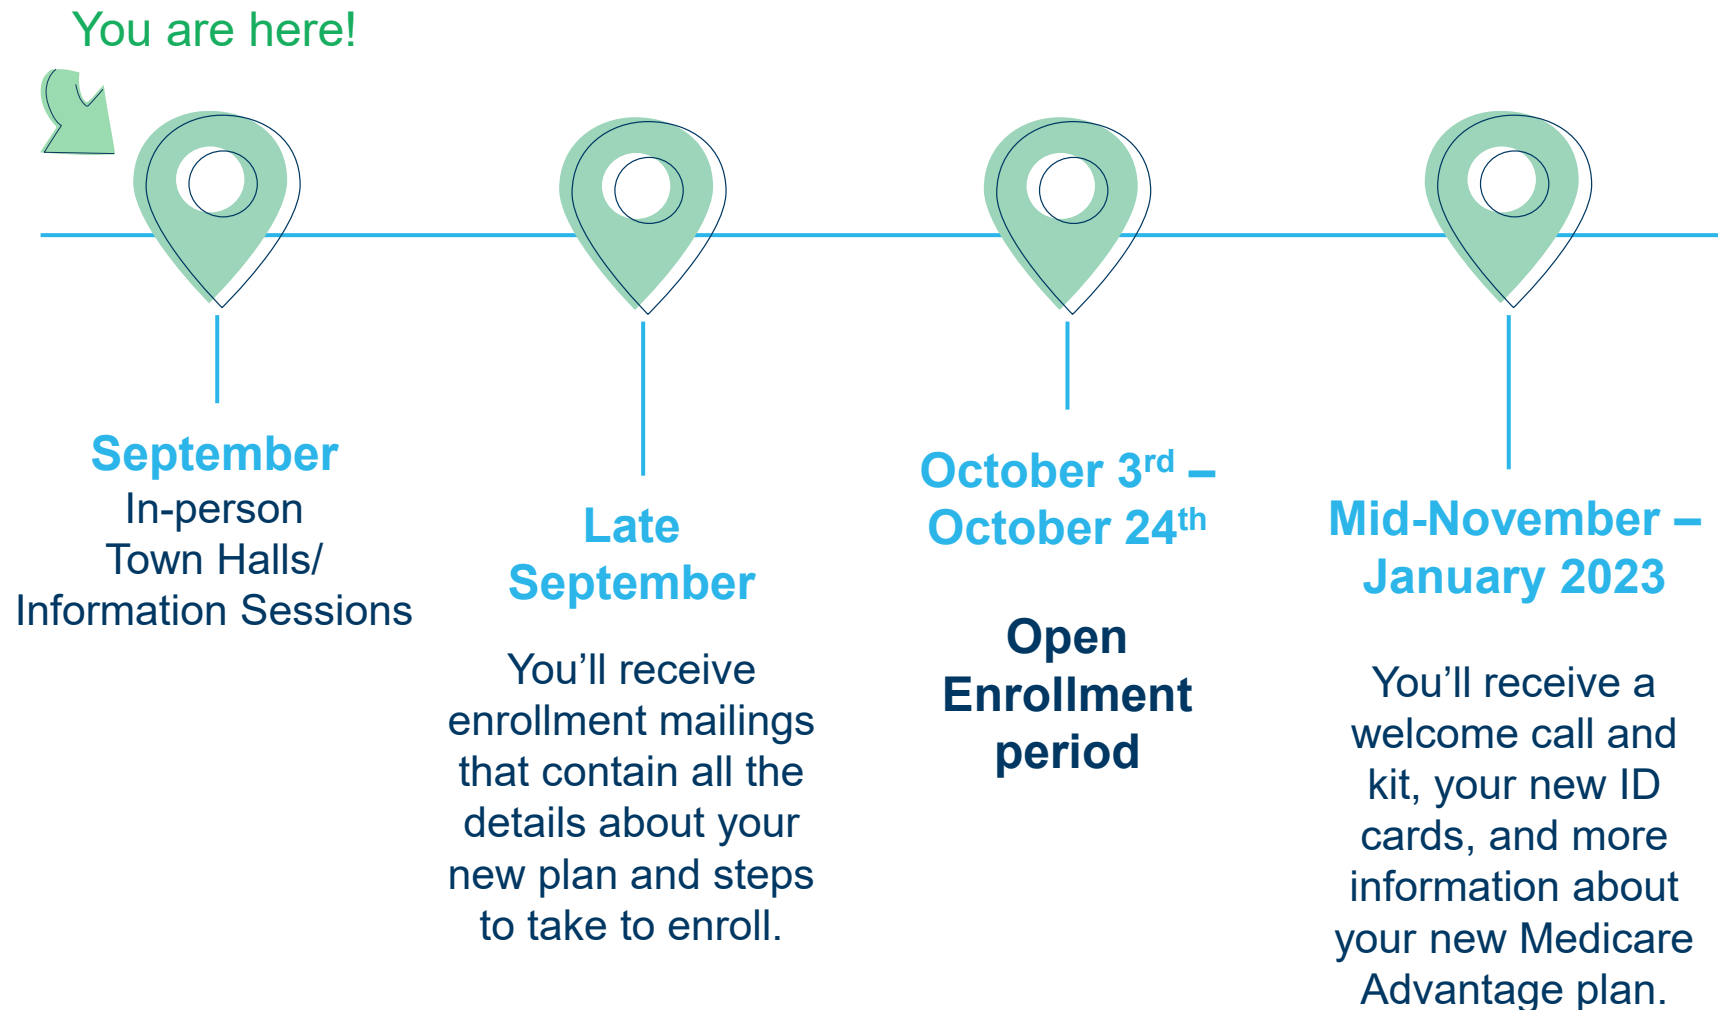 You are here!
September
In-person
Town Halls/
Information Sessions
Late
September
You’ll receive
enrollment mailings
that contain all the
details about your
new plan and steps
to take to enroll.
October 3rd –
October 24th
Open
Enrollment
period
Mid-November –
January 2023
You’ll receive a
welcome call and
kit, your new ID
cards, and more
information about
your new Medicare
Advantage plan.